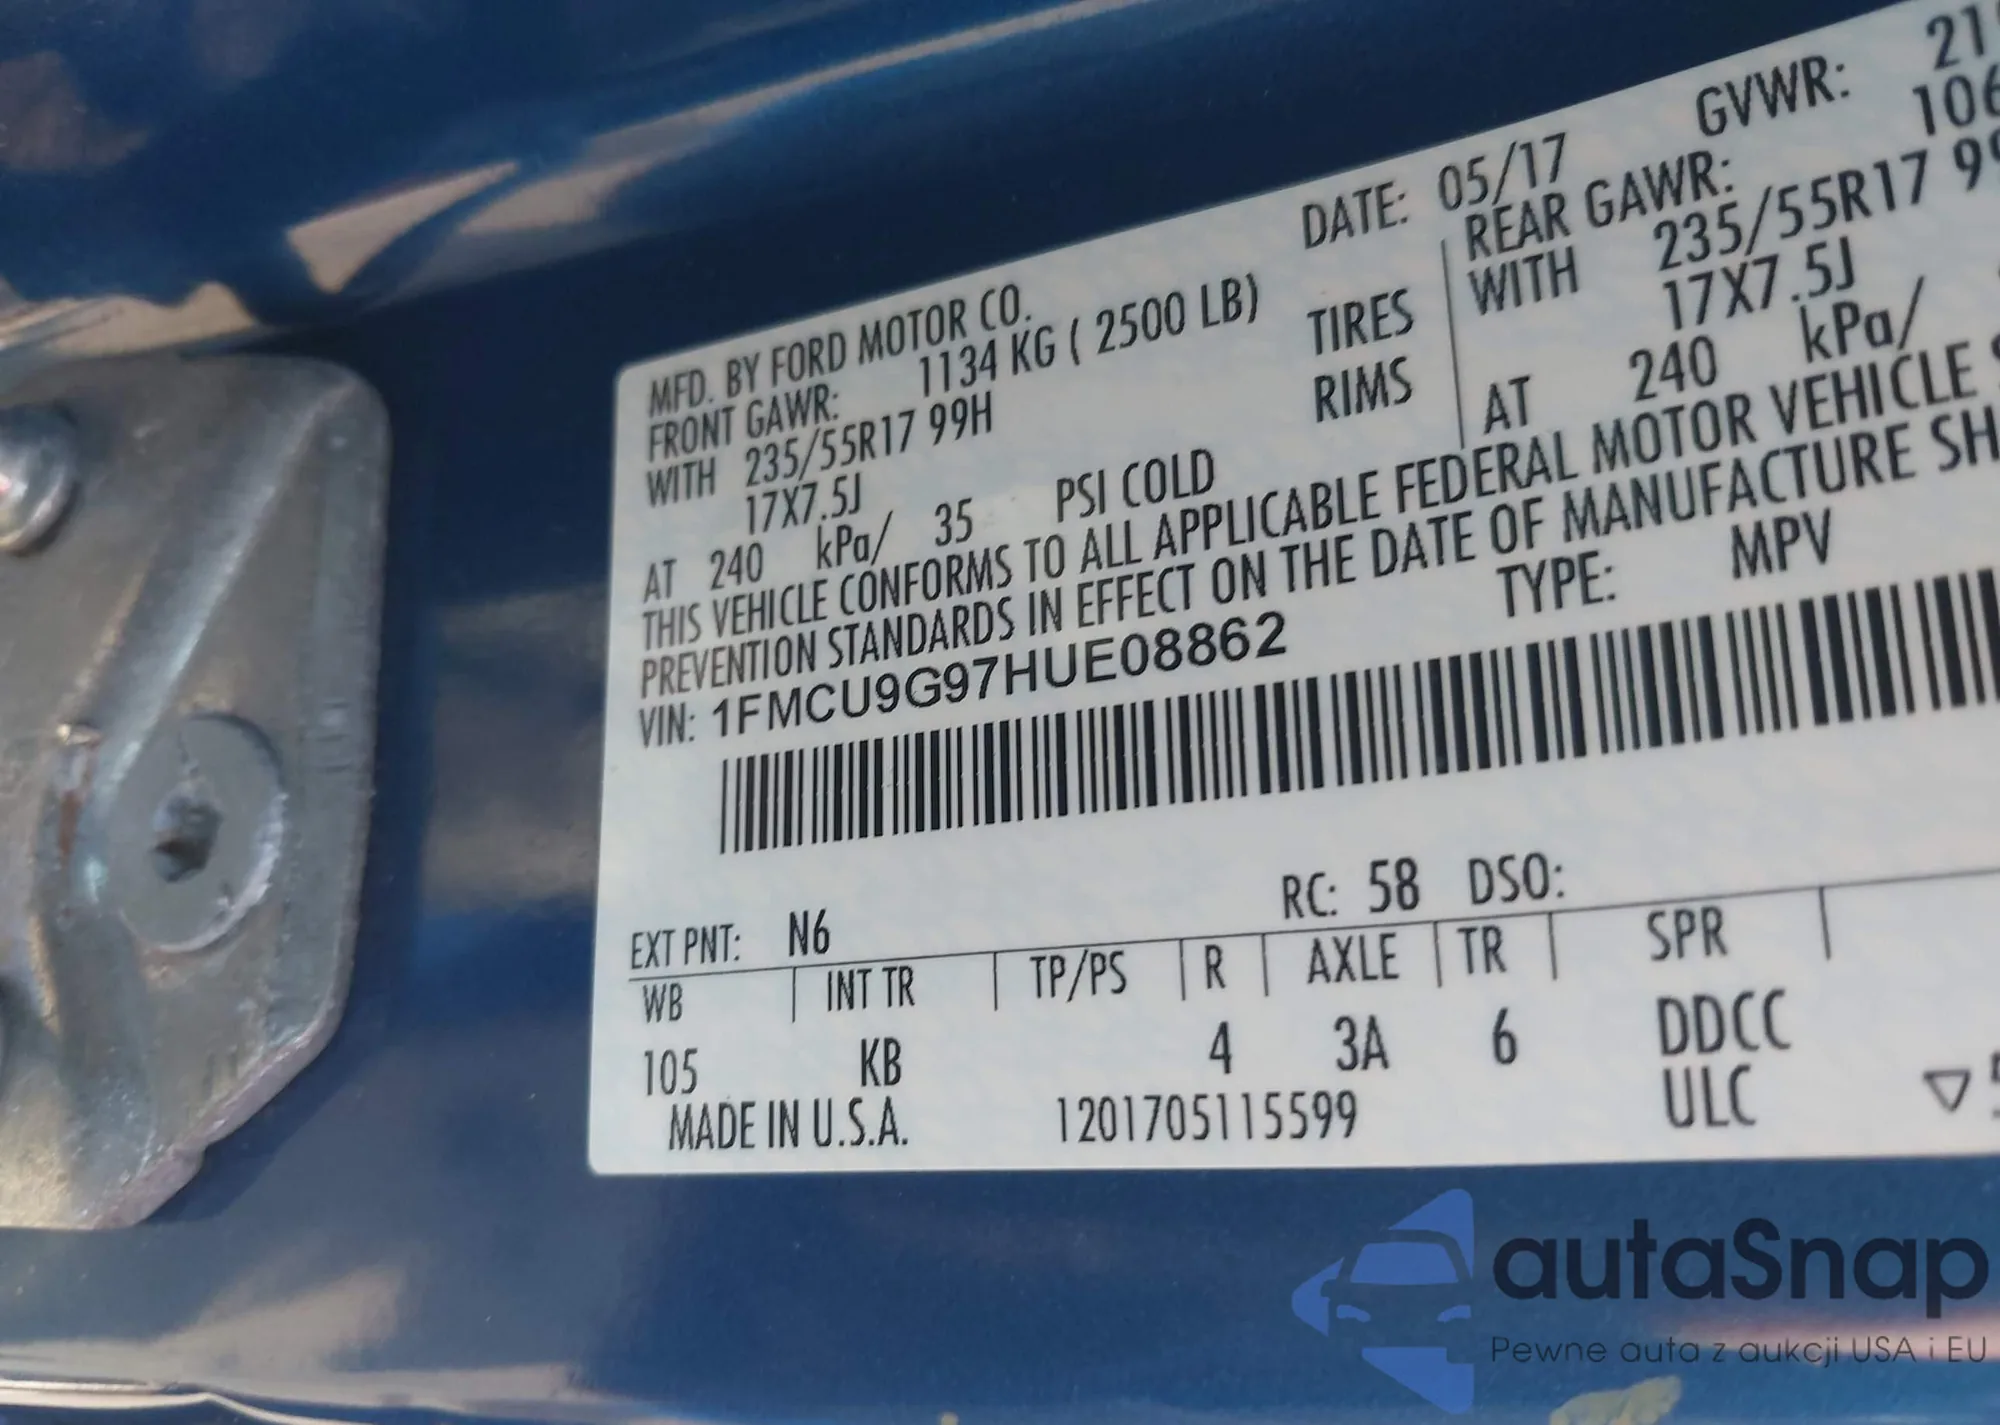 MFD. BY FORD MOTOR CO. DATE: 05/17 GVWR:
FRONT GAWR: 1134 KG ( 2500 LB) REAR GAWR:
WITH 235/55R17 99H TIRES WITH 235/55R17
17X7.5J RIMS 17X7.5J
AT 240 kPa/ 35 PSI COLD AT 240 kPa/
THIS VEHICLE CONFORMS TO ALL APPLICABLE FEDERAL MOTOR VEHICLE
PREVENTION STANDARDS IN EFFECT ON THE DATE OF MANUFACTURE SH
VIN: 1FMCU9G97HUE08862 TYPE: MPV
EXT PNT: N6 RC: 58 DSO:
WB INT TR TP/PS R AXLE TR SPR
105 KB 4 3A 6 DDCC
MADE IN U.S.A. 1201705115599 ULC
autaSnap
Pewne auta z aukcji USA i EU